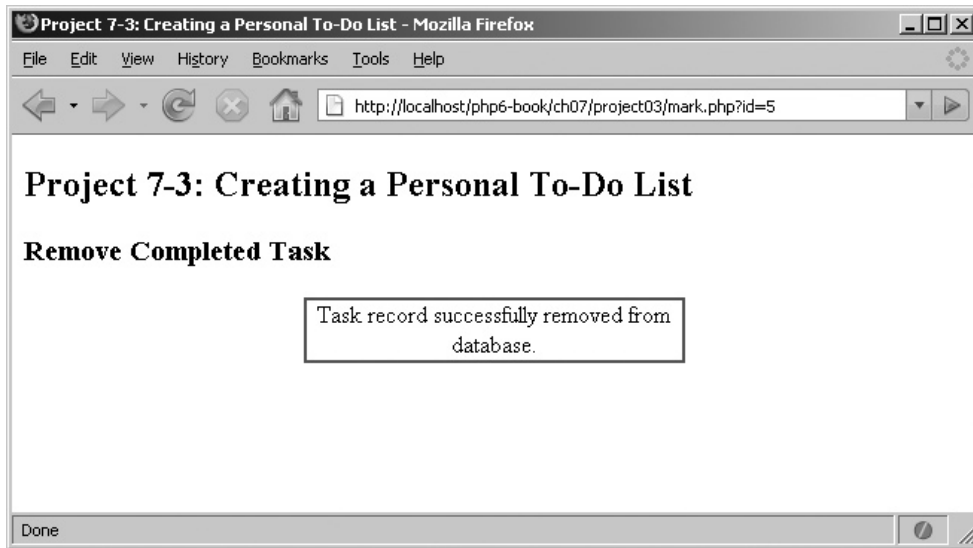 Project 7-3: Creating a Personal To-Do List - Mozilla Firefox
File Edit View History Bookmarks Tools Help
http://localhost/php6-book/ch07/project03/mark.php?id=5
Project 7-3: Creating a Personal To-Do List
Remove Completed Task
Task record successfully removed from
database.
Done